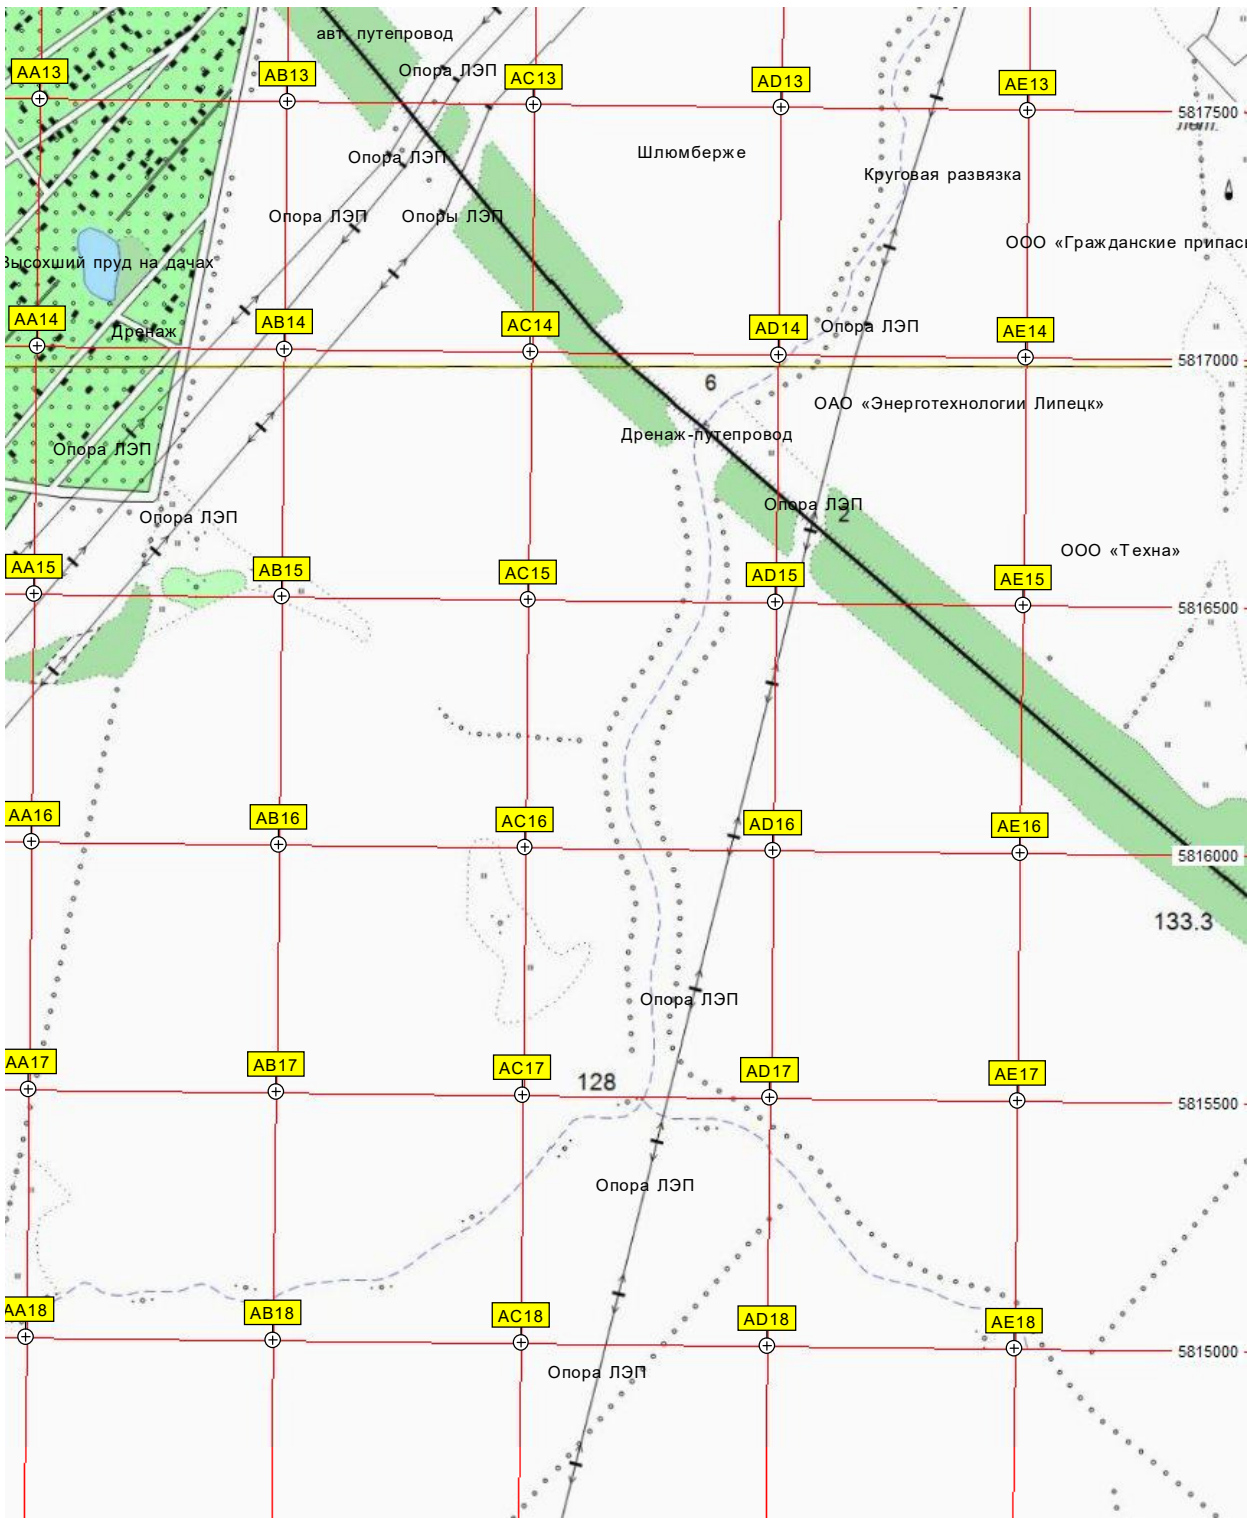 авт. путепровод
Опора ЛЭП
AA13
AB13
AC13
AD13
AE13
5817500
Опора ЛЭП
Шлюмберже
Круговая развязка
Опора ЛЭП
Опоры ЛЭП
ООО «Гражданские припасы
Высохший пруд на дачах
AA14
AB14
AC14
AD14
AE14
Дренаж
Опора ЛЭП
5817000
6
ОАО «Энерготехнологии Липецк»
Дренаж-путепровод
Опора ЛЭП
Опора ЛЭП
2
Опора ЛЭП
ООО «Техна»
AA15
AB15
AC15
AD15
AE15
5816500
AA16
AB16
AC16
AD16
AE16
5816000
133.3
Опора ЛЭП
AA17
AB17
AC17
AD17
AE17
128
5815500
Опора ЛЭП
AA18
AB18
AC18
AD18
AE18
5815000
Опора ЛЭП